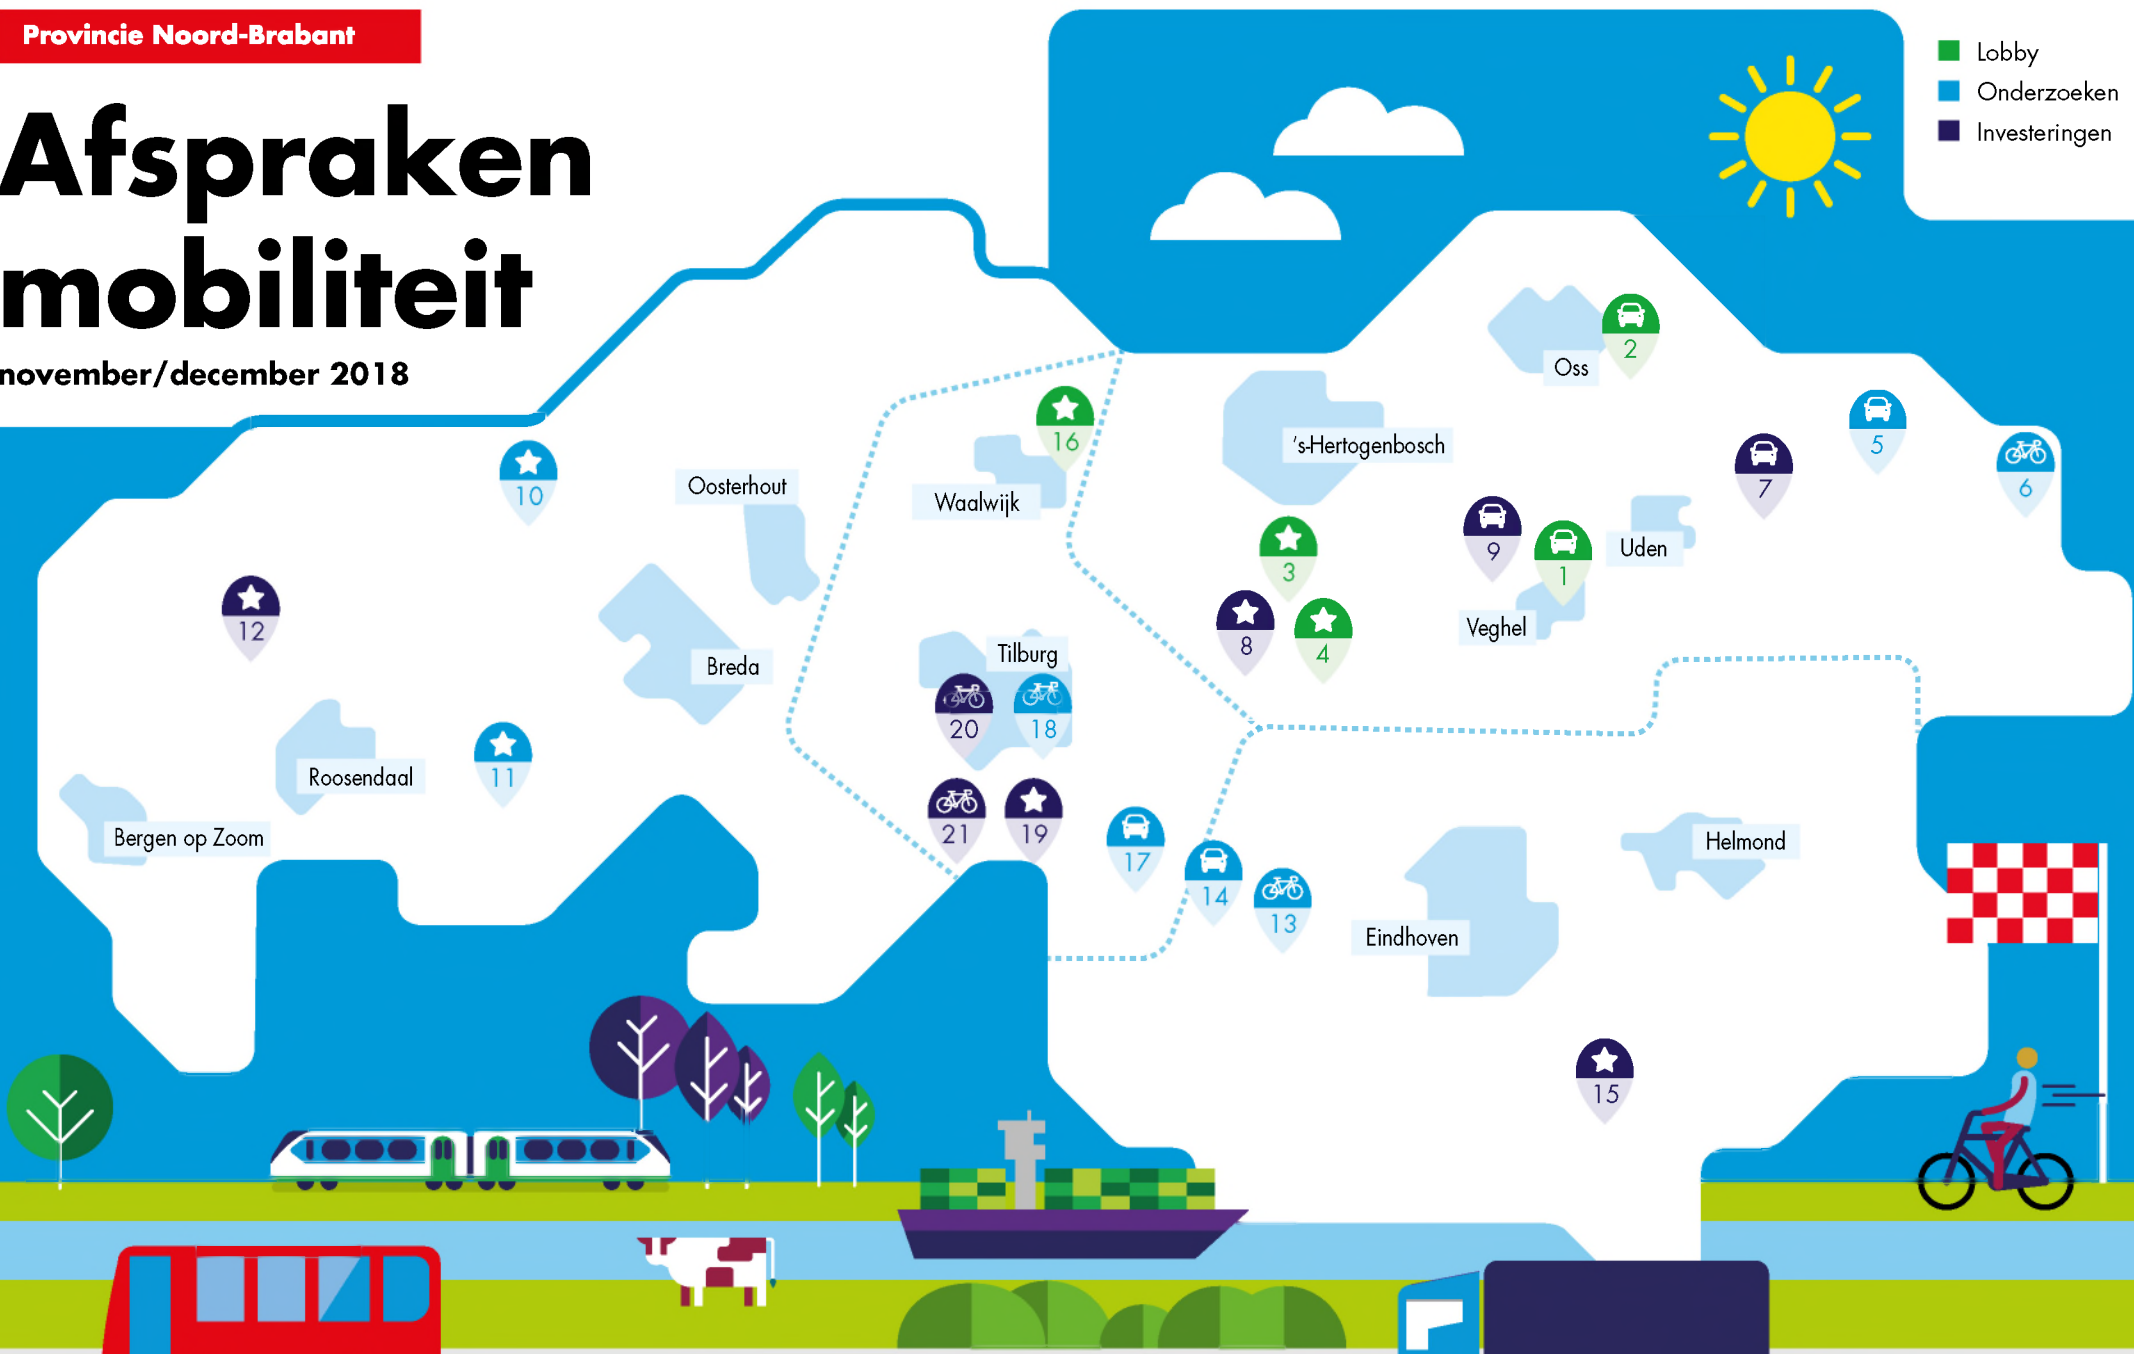 Provincie Noord-Brabant
Afspraken
mobiliteit
november/december 2018
Lobby
Onderzoeken
Investeringen
2
Oss
5
16
's-Hertogenbosch
7
6
10
Oosterhout
Waalwijk
9
1
Uden
3
12
8
4
Veghel
Tilburg
Breda
20
18
Roosendaal
11
21
19
17
Bergen op Zoom
Helmond
14
13
Eindhoven
15